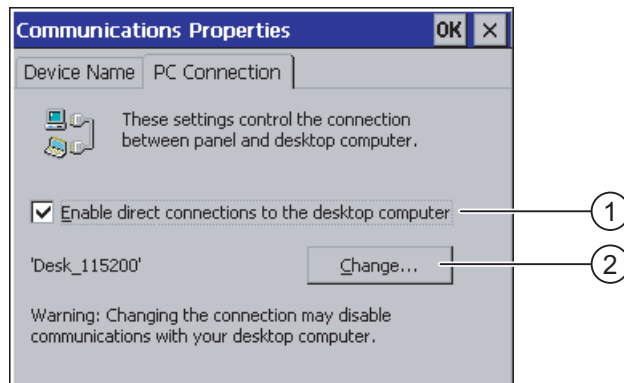 Communications Properties OK ×
Device Name PC Connection
These settings control the connection
between panel and desktop computer.
Enable direct connections to the desktop computer 1
'Desk_115200' Change... 2
Warning: Changing the connection may disable
communications with your desktop computer.